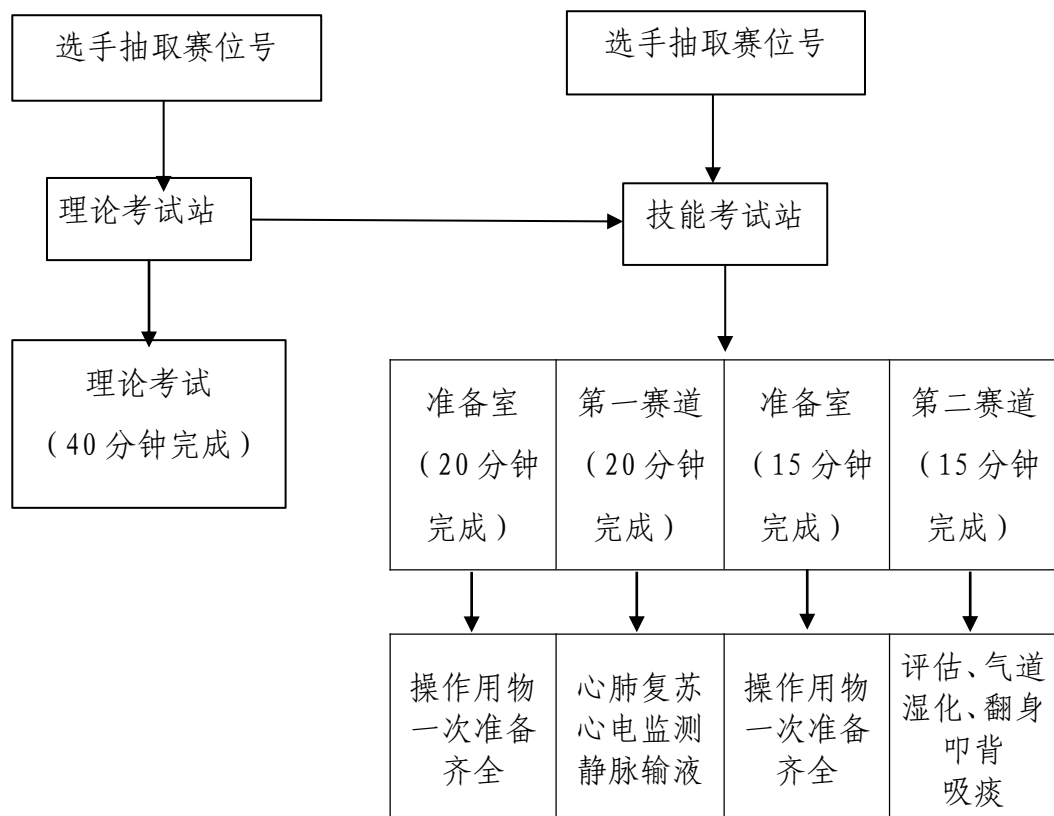 选手抽取赛位号
选手抽取赛位号
理论考试站
技能考试站
理论考试
（40分钟完成）
准备室
（20分钟
完成）
第一赛道
（20分钟
完成）
准备室
（15分钟
完成）
第二赛道
（15分钟
完成）
操作用物
一次准备
齐全
心肺复苏
心电监测
静脉输液
操作用物
一次准备
齐全
评估、气道
湿化、翻身
叩背
吸痰